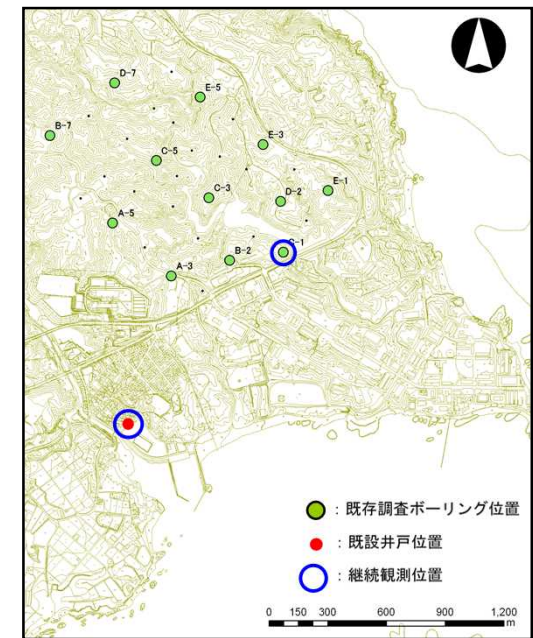 D-7
E-5
B-7
E-3
C-5
E-1
C-3
D-2
A-5
C-1
B-2
A-3
：既存調査ボーリング位置
：既設井戸位置
：継続観測位置
0 150 300 600 900 1,200
m